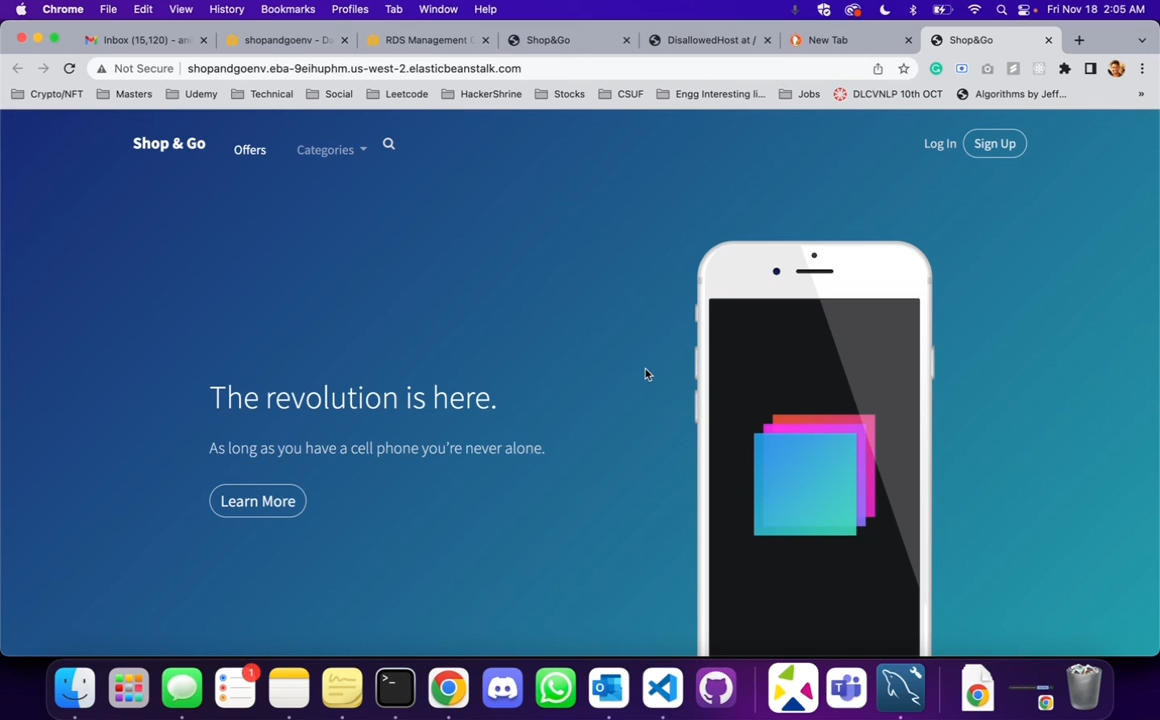 Chrome File Edit View History Bookmarks Profiles Tab Window Help Fri Nov 18 2:05 AM
Inbox (15,120) - an shopandgoenv - D RDS Management Shop&Go DisallowedHost at / New Tab Shop&Go
Not Secure shopandgoenv.eba-9eihuphm.us-west-2.elasticbeanstalk.com
Crypto/NFT Masters Udemy Technical Social Leetcode HackerShrine Stocks CSUF Engg Interesting li... Jobs DLCVNLP 10th OCT Algorithms by Jeff... »
Shop & Go Offers Categories Log In Sign Up
The revolution is here.
As long as you have a cell phone you’re never alone.
Learn More
1